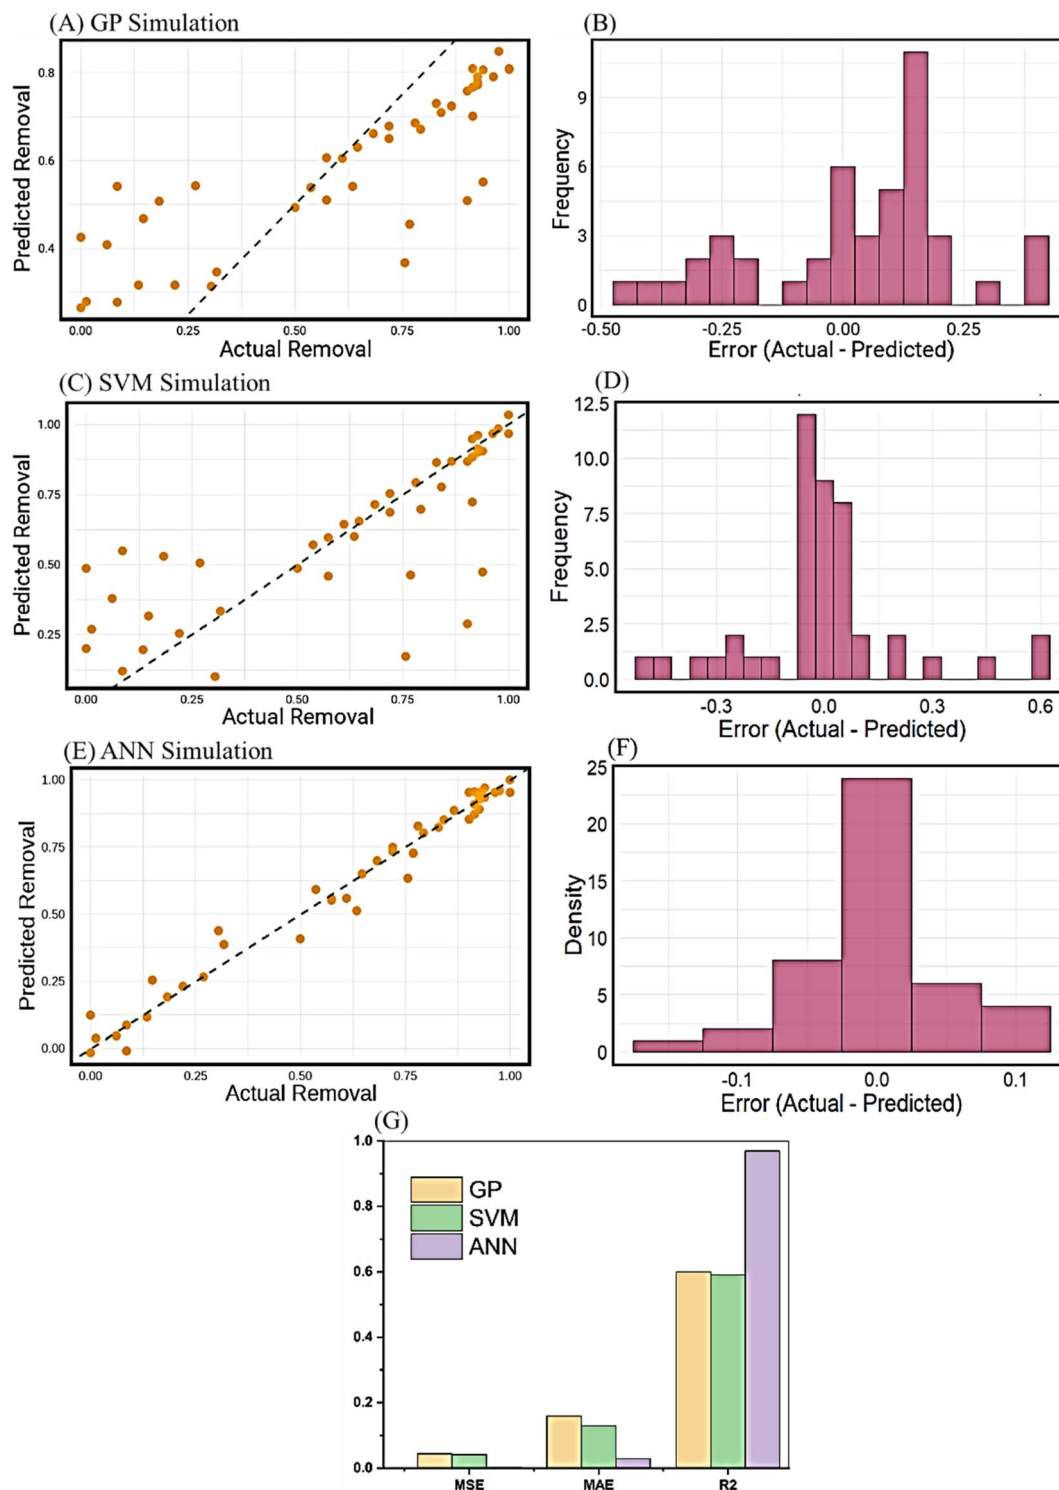 (A) GP Simulation
Predicted Removal
0.8
0.6
0.4
0.00 0.25 0.50 0.75 1.00
Actual Removal
(B)
Frequency
9
6
3
0
-0.50 -0.25 0.00 0.25
Error (Actual - Predicted)
(C) SVM Simulation
Predicted Removal
1.00
0.75
0.50
0.25
0.00 0.25 0.50 0.75 1.00
Actual Removal
(D)
Frequency
12.5
10.0
7.5
5.0
2.5
0.0
-0.3 0.0 0.3 0.6
Error (Actual - Predicted)
(E) ANN Simulation
Predicted Removal
1.00
0.75
0.50
0.25
0.00
0.00 0.25 0.50 0.75 1.00
Actual Removal
(F)
Density
25
20
15
10
5
0
-0.1 0.0 0.1
Error (Actual - Predicted)
(G)
1.0
0.8
0.6
0.4
0.2
0.0
GP
SVM
ANN
MSE MAE R2